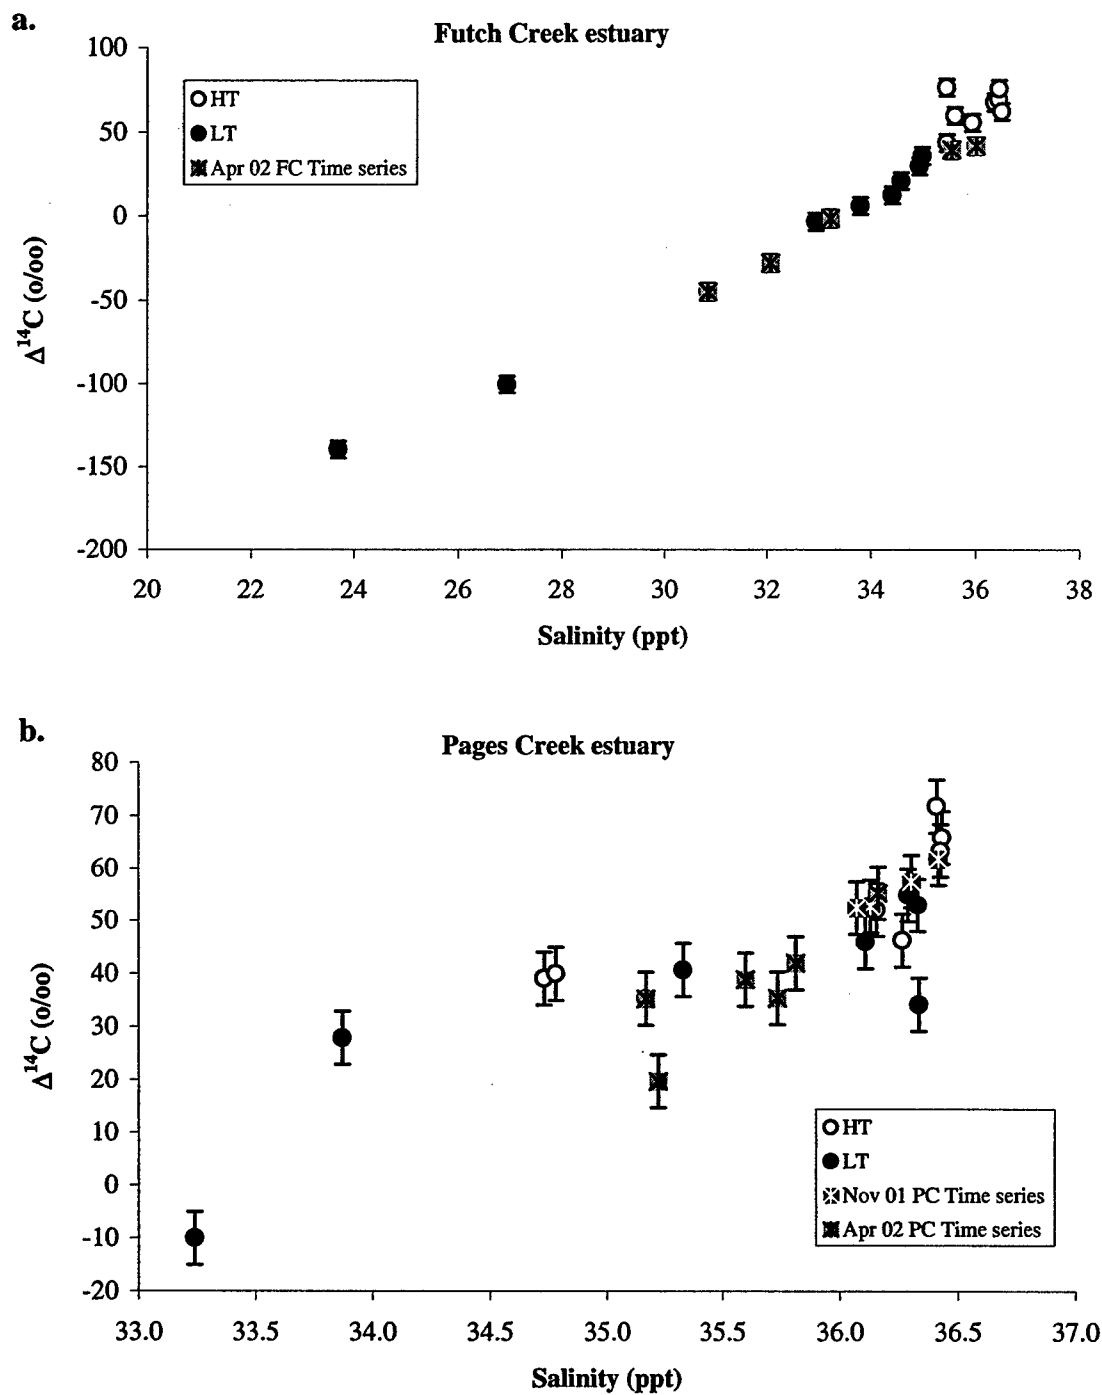 a.
Futch Creek estuary
100
50
0
-50
-100
-150
-200
Δ¹⁴C (o/oo)
HT
LT
Apr 02 FC Time series
20 22 24 26 28 30 32 34 36 38
Salinity (ppt)
b.
Pages Creek estuary
80
70
60
50
40
30
20
10
0
-10
-20
Δ¹⁴C (o/oo)
HT
LT
Nov 01 PC Time series
Apr 02 PC Time series
33.0 33.5 34.0 34.5 35.0 35.5 36.0 36.5 37.0
Salinity (ppt)